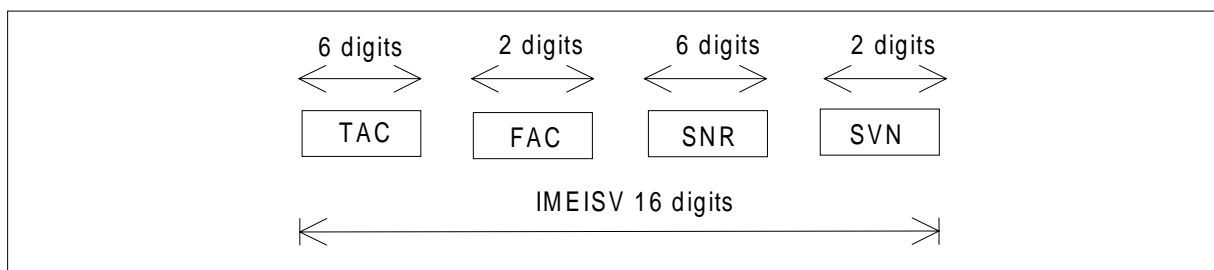 6 digits 2 digits 6 digits 2 digits
TAC FAC SNR SVN
IMEISV 16 digits